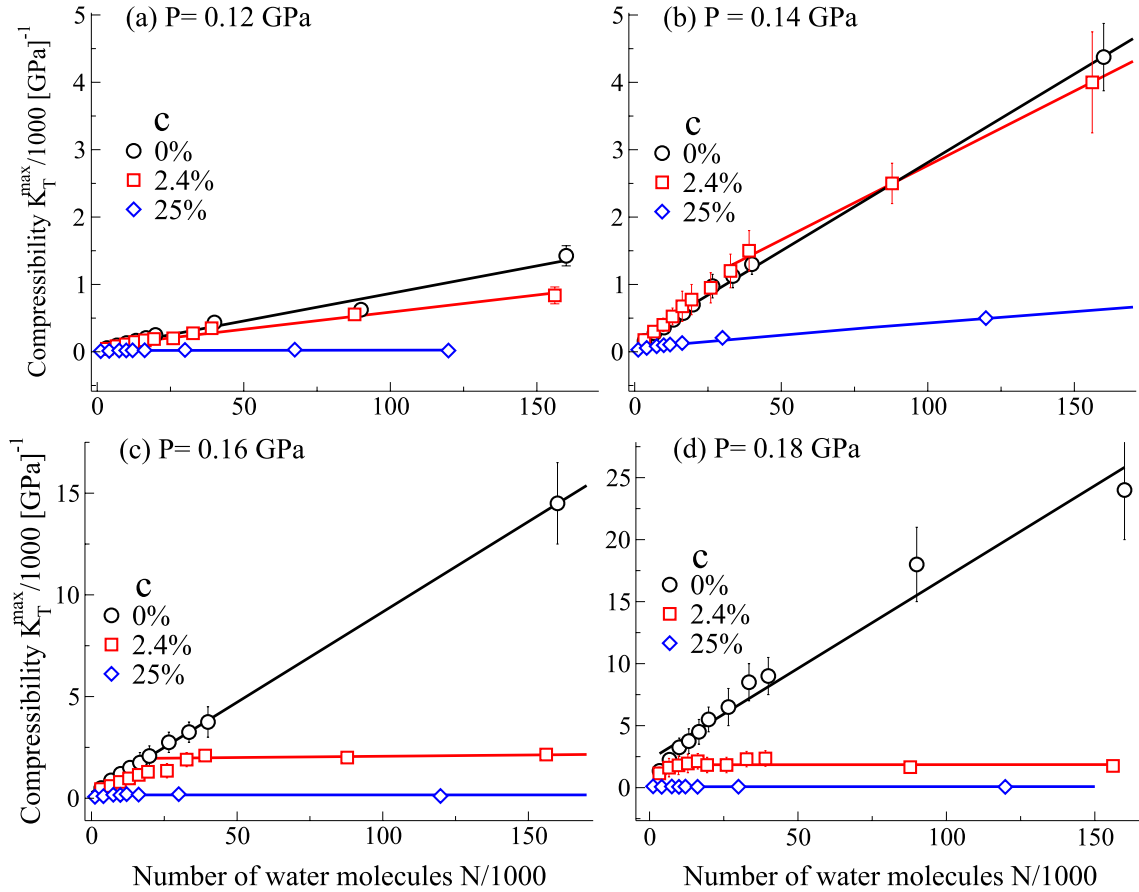 (a) P= 0.12 GPa
5
4
3
2
1
0
c
0%
2.4%
25%
0 50 100 150
Compressibility K_T^max/1000 [GPa]^-1
(b) P= 0.14 GPa
5
4
3
2
1
0
c
0%
2.4%
25%
0 50 100 150
(c) P= 0.16 GPa
15
10
5
0
c
0%
2.4%
25%
0 50 100 150
Compressibility K_T^max/1000 [GPa]^-1
Number of water molecules N/1000
(d) P= 0.18 GPa
25
20
15
10
5
0
c
0%
2.4%
25%
0 50 100 150
Number of water molecules N/1000